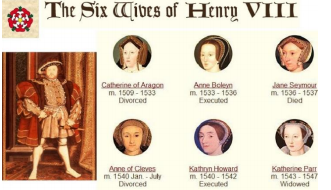 The Six Wives of Henry VIII
Catherine of Aragon
m. 1509 - 1533
Divorced
Anne Boleyn
m. 1533 - 1536
Executed
Jane Seymour
m. 1536 - 1537
Died
Anne of Cleves
m. 1540 Jan. - July
Divorced
Kathryn Howard
m. 1540 - 1542
Executed
Katherine Parr
m. 1543 - 1547
Widowed